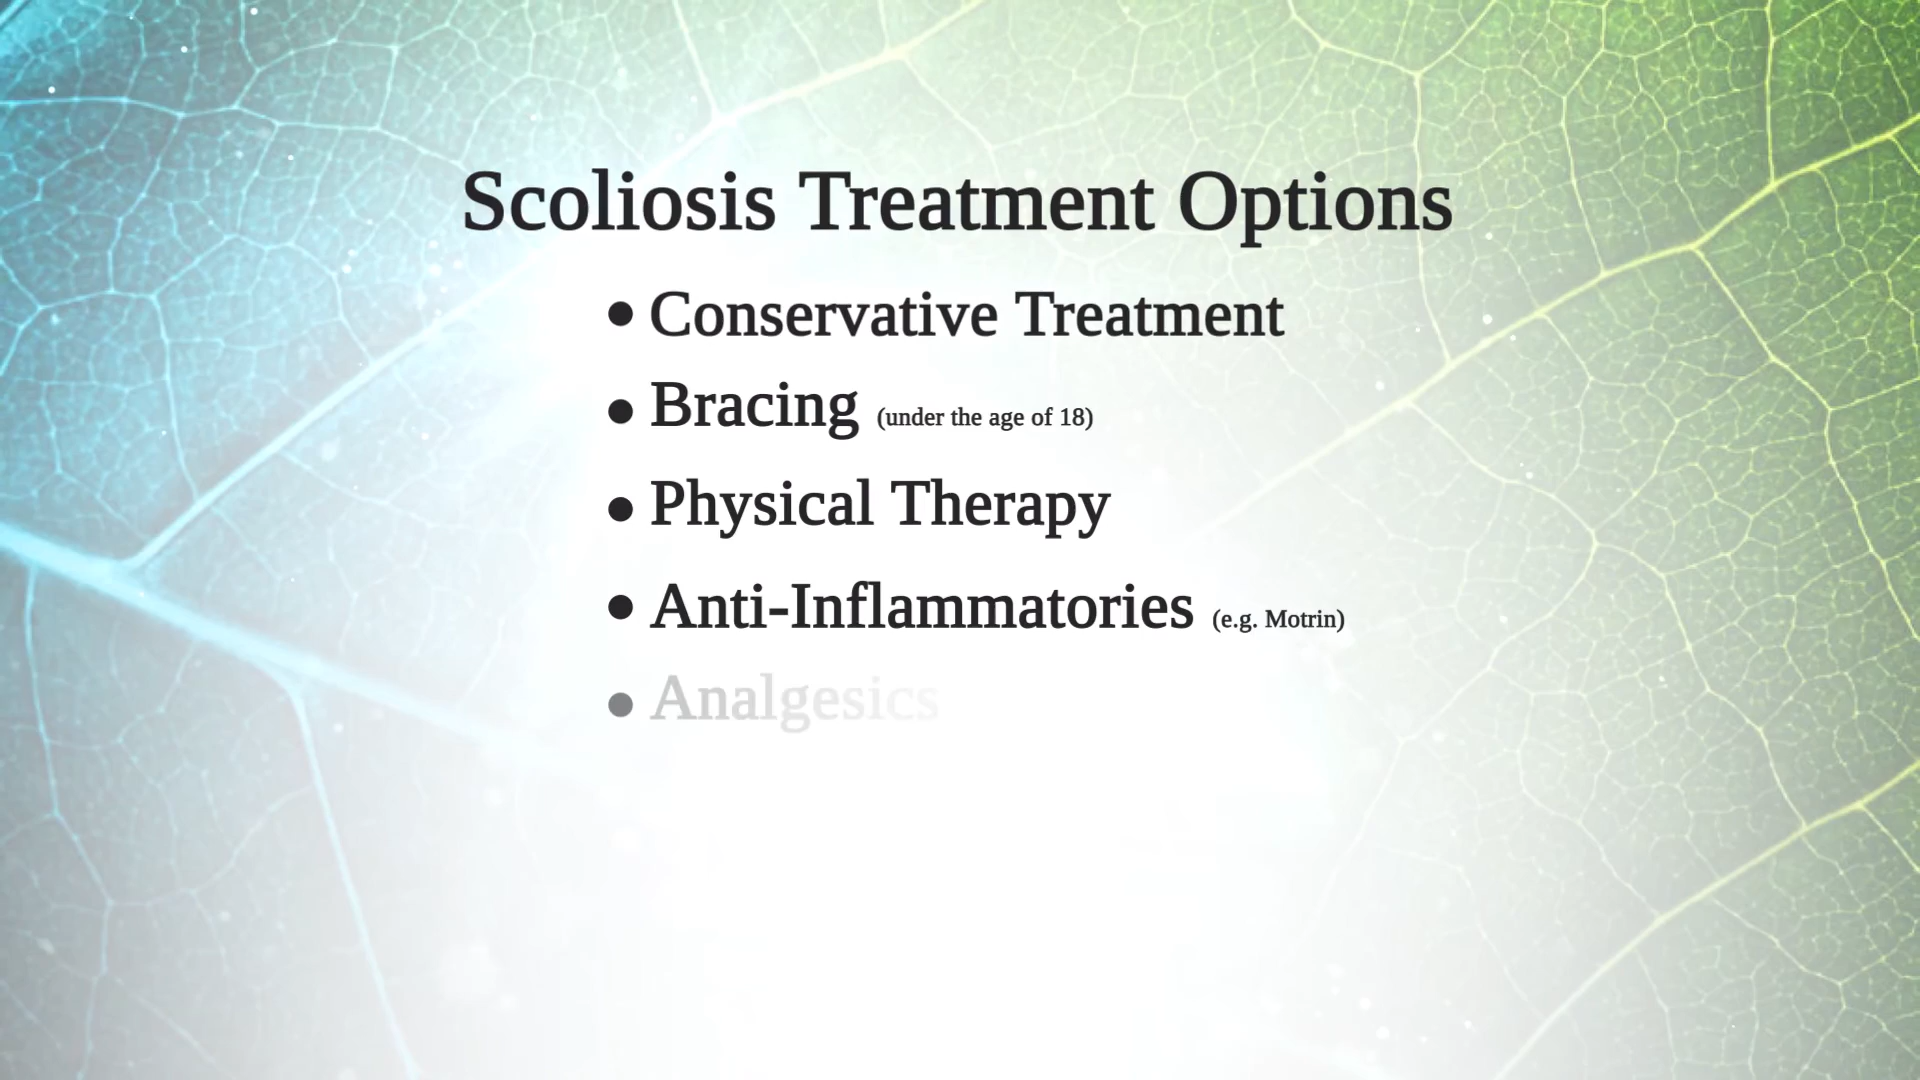 Scoliosis Treatment Options
• Conservative Treatment
• Bracing (under the age of 18)
• Physical Therapy
• Anti-Inflammatories (e.g. Motrin)
• Analgesics